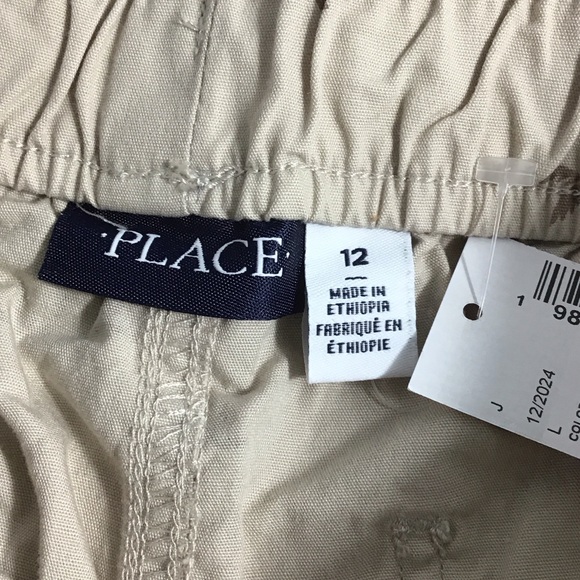 ·PLACE·
12
MADE IN
ETHIOPIA
FABRIQUÉ EN
ÉTHIOPIE
1 98
J
12/2024
L